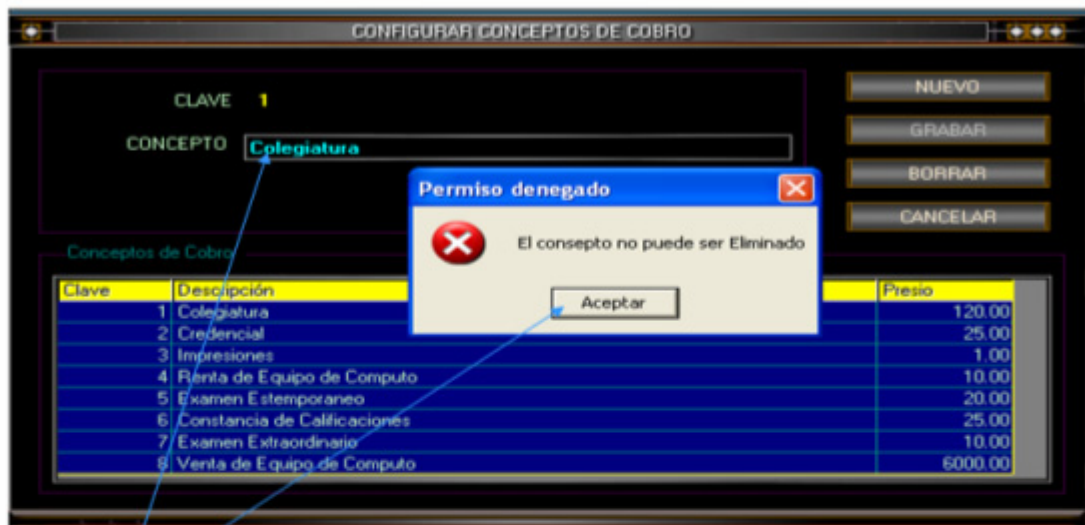 CONFIGURAR CONCEPTOS DE COBRO
CLAVE 1
CONCEPTO Colegiatura
NUEVO
GRABAR
BORRAR
CANCELAR
Permiso denegado
El consepto no puede ser Eliminado
Aceptar
Conceptos de Cobro
Clave Descripción Presio
1 Colegiatura 120.00
2 Credencial 25.00
3 Impresiones 1.00
4 Renta de Equipo de Computo 10.00
5 Examen Estemporaneo 20.00
6 Constancia de Calificaciones 25.00
7 Examen Extraordinario 10.00
8 Venta de Equipo de Computo 6000.00